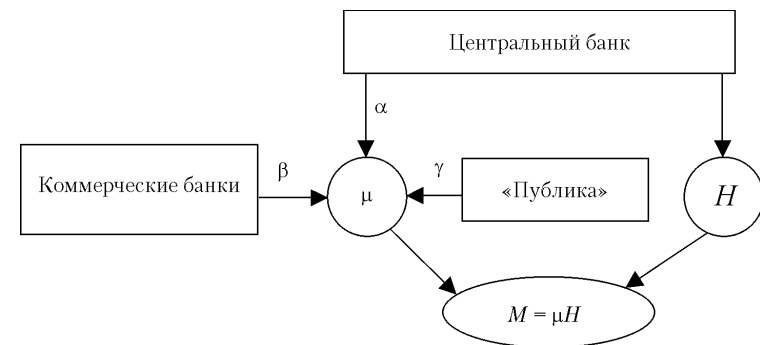 Центральный банк
α
Коммерческие банки
β
μ
γ
«Публика»
H
M = μH